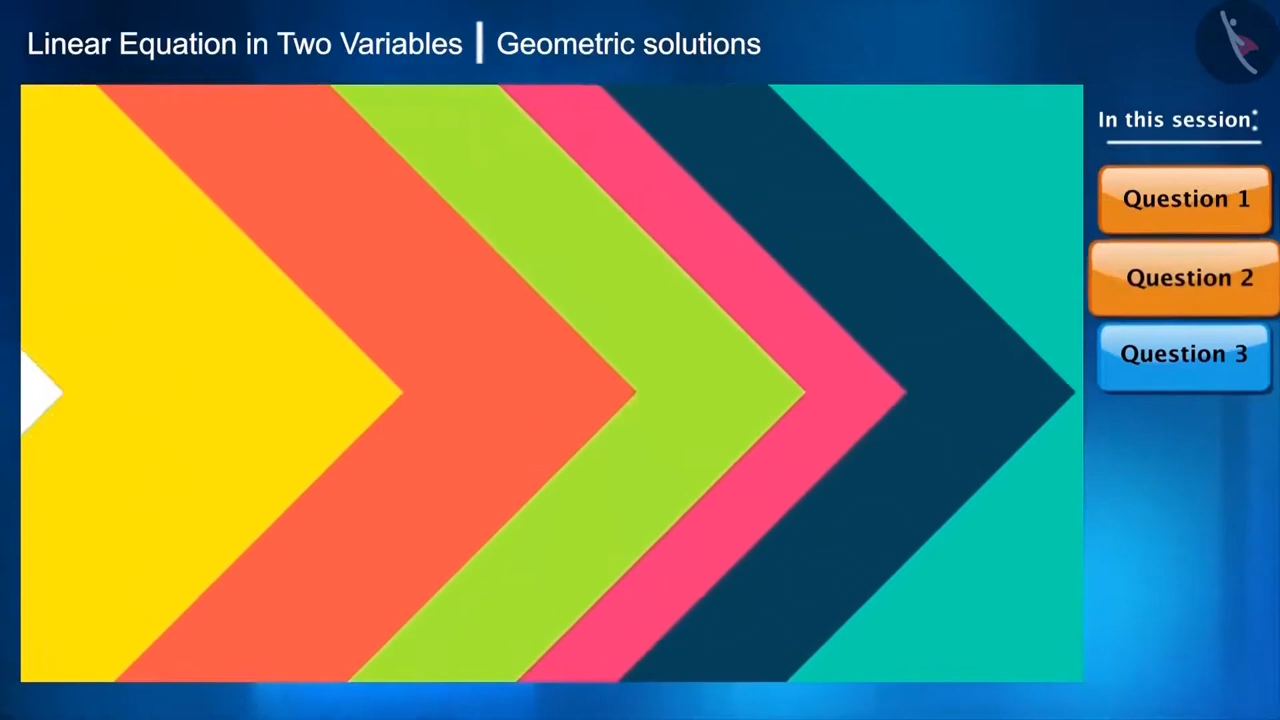 Linear Equation in Two Variables | Geometric solutions
In this session:
Question 1
Question 2
Question 3